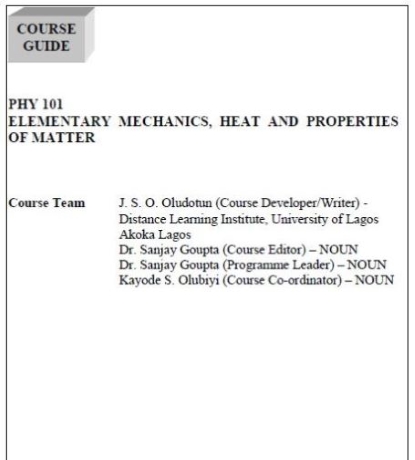 COURSE
GUIDE
PHY 101
ELEMENTARY MECHANICS, HEAT AND PROPERTIES
OF MATTER
Course Team J. S. O. Oludotun (Course Developer/Writer) -
Distance Learning Institute, University of Lagos
Akoka Lagos
Dr. Sanjay Goupta (Course Editor) – NOUN
Dr. Sanjay Goupta (Programme Leader) – NOUN
Kayode S. Olubiyi (Course Co-ordinator) – NOUN